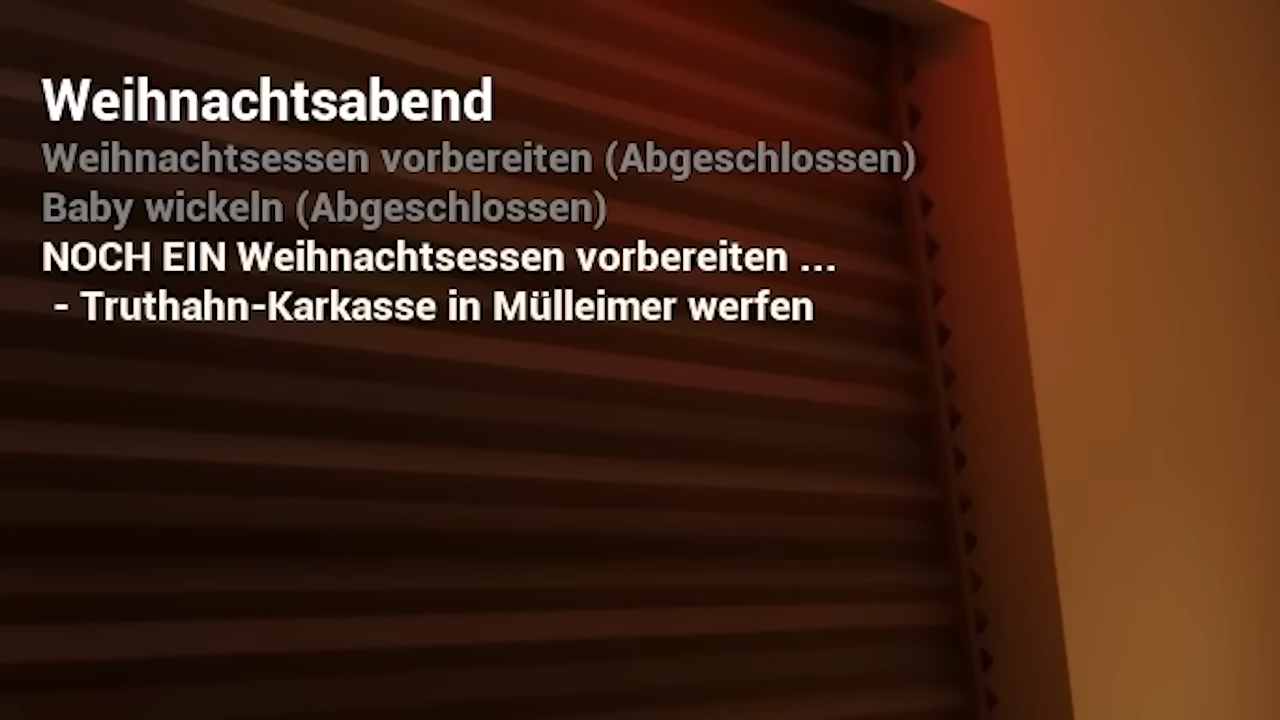 Weihnachtsabend
Weihnachtsessen vorbereiten (Abgeschlossen)
Baby wickeln (Abgeschlossen)
NOCH EIN Weihnachtsessen vorbereiten ...
- Truthahn-Karkasse in Mülleimer werfen